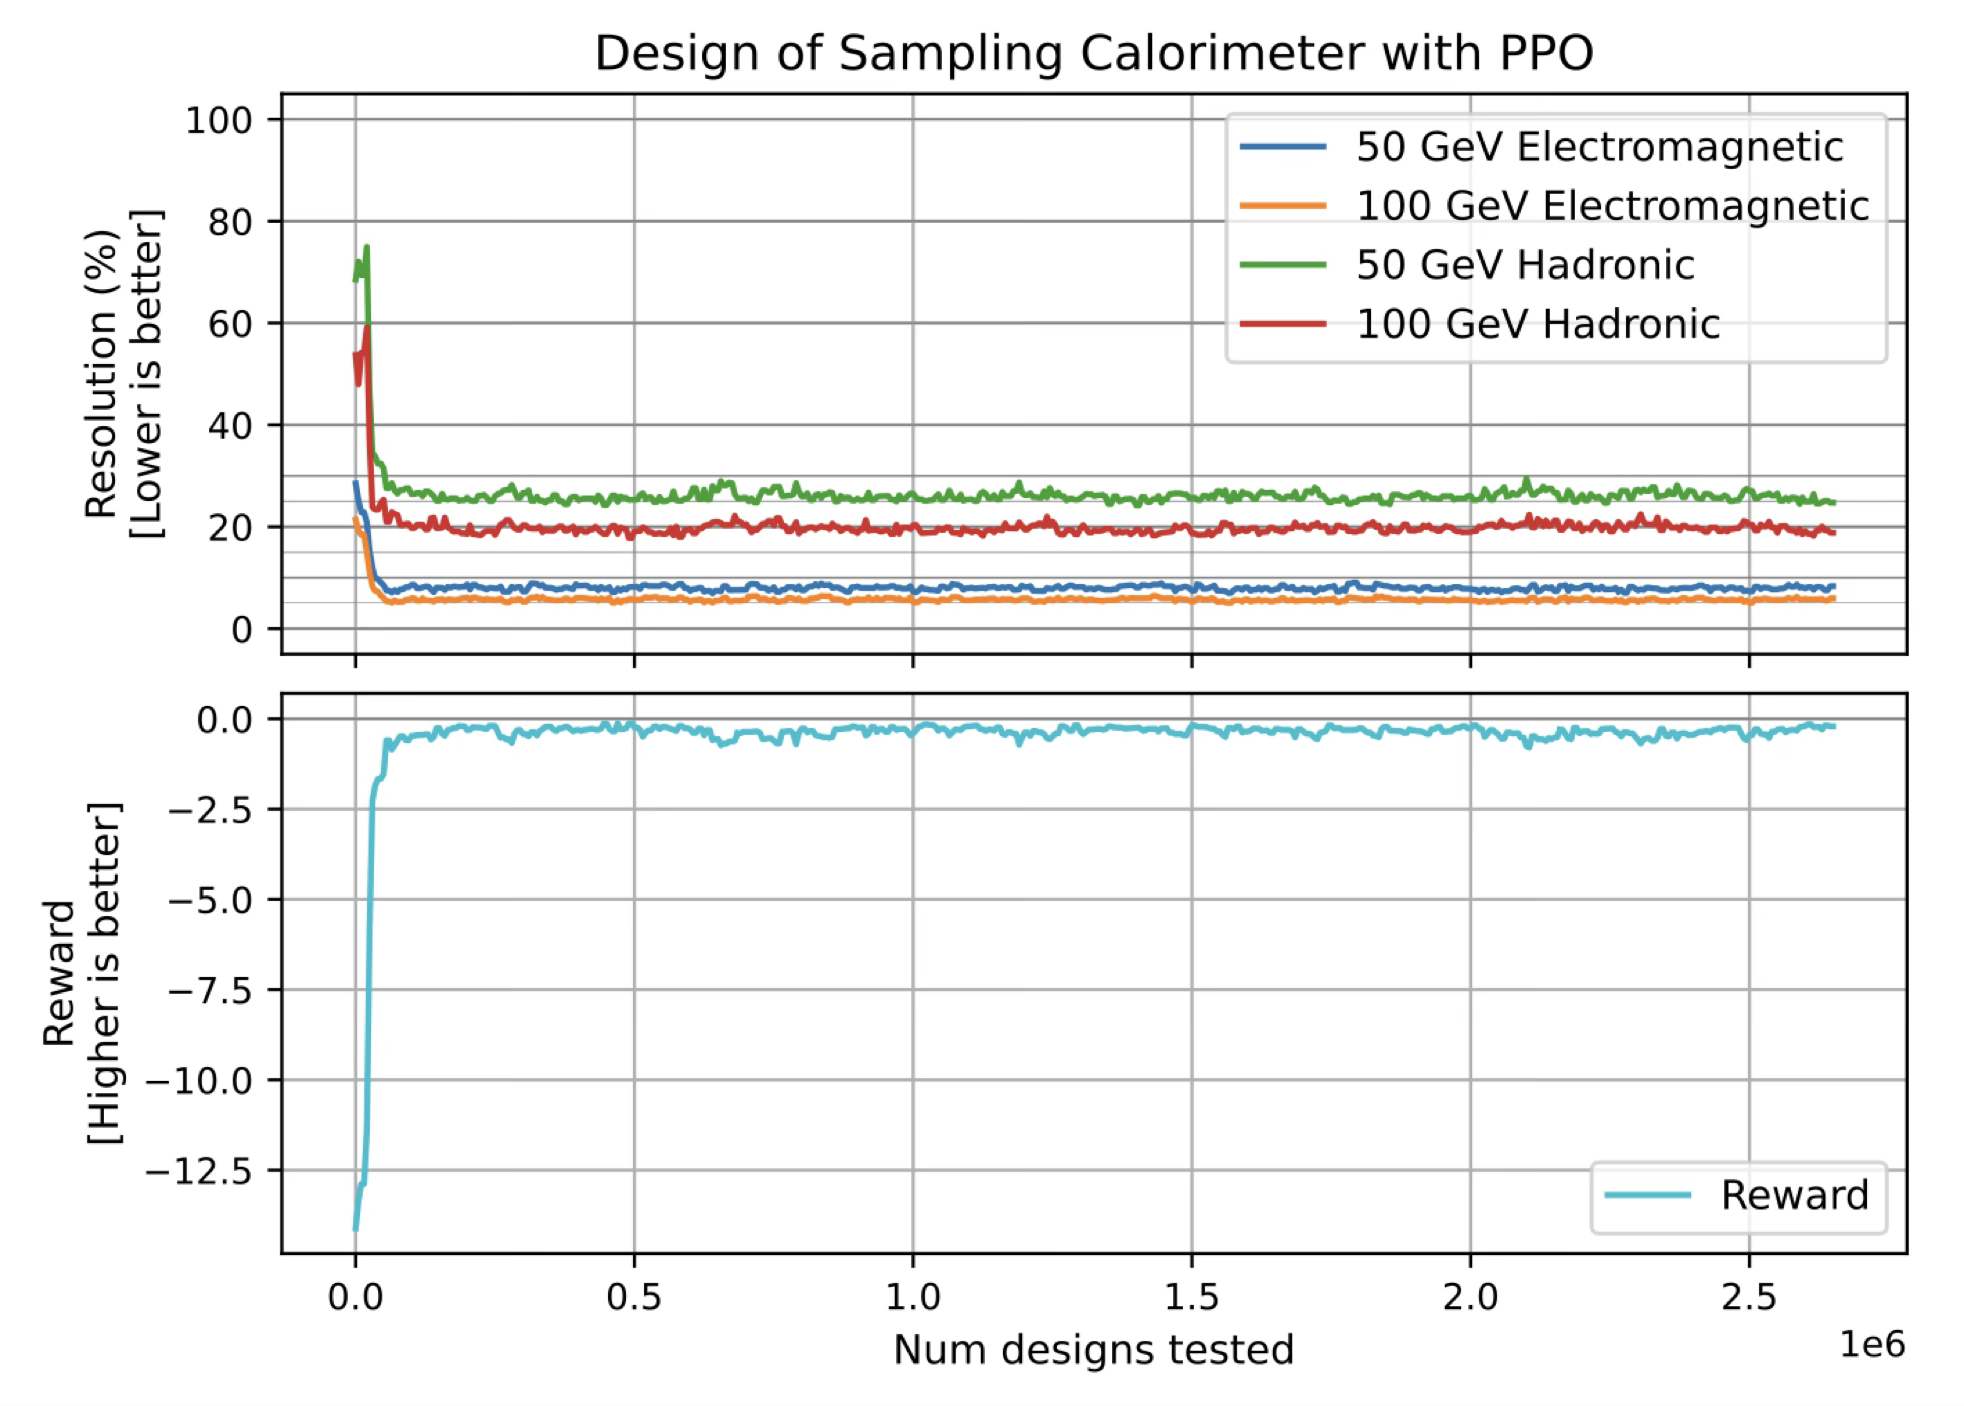 Design of Sampling Calorimeter with PPO
Resolution (%)
[Lower is better]
100
80
60
40
20
0
50 GeV Electromagnetic
100 GeV Electromagnetic
50 GeV Hadronic
100 GeV Hadronic
Reward
[Higher is better]
0.0
−2.5
−5.0
−7.5
−10.0
−12.5
Reward
0.0
0.5
1.0
1.5
2.0
2.5
1e6
Num designs tested